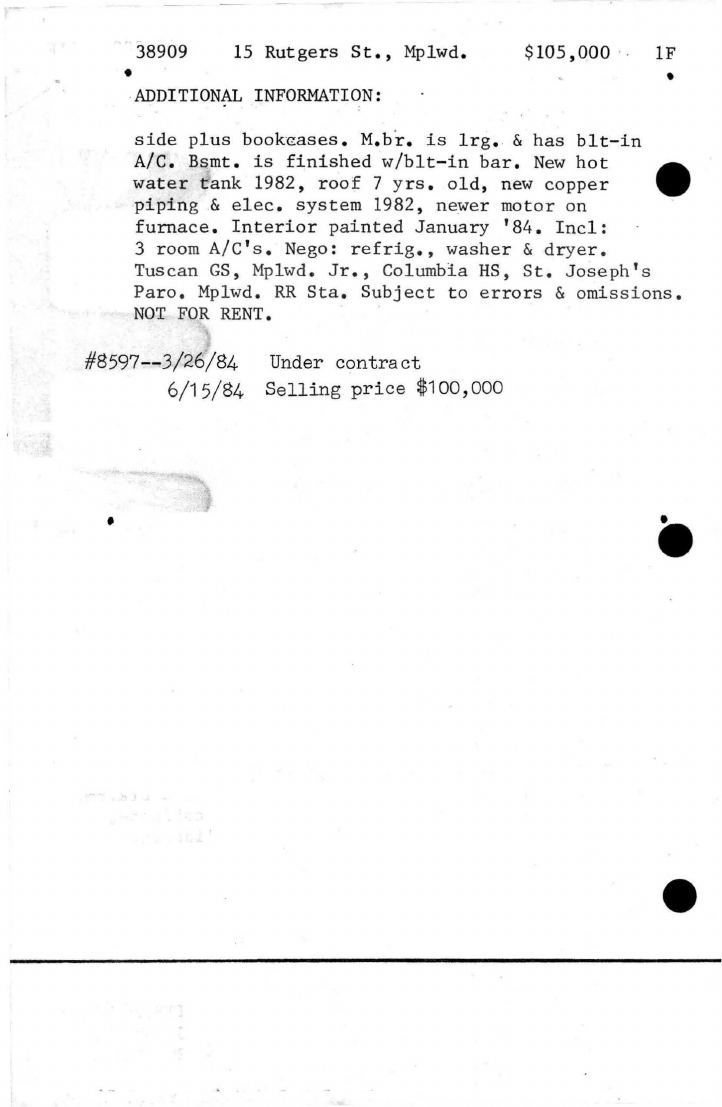 38909 15 Rutgers St., Mplwd. $105,000 1F
ADDITIONAL INFORMATION:
side plus bookcases. M.br. is lrg. & has blt-in
A/C. Bsmt. is finished w/blt-in bar. New hot
water tank 1982, roof 7 yrs. old, new copper
piping & elec. system 1982, newer motor on
furnace. Interior painted January '84. Incl:
3 room A/C's. Nego: refrig., washer & dryer.
Tuscan GS, Mplwd. Jr., Columbia HS, St. Joseph's
Paro. Mplwd. RR Sta. Subject to errors & omissions.
NOT FOR RENT.
#8597--3/26/84 Under contract
6/15/84 Selling price $100,000